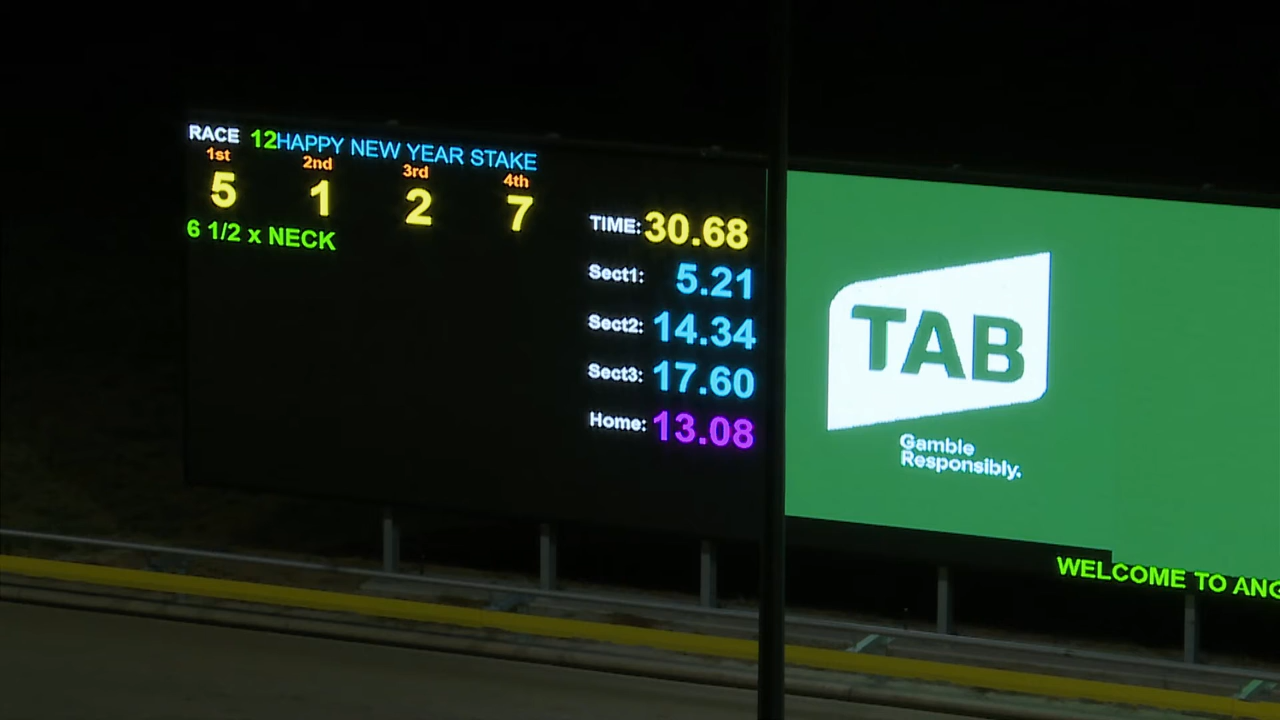 RACE 12HAPPY NEW YEAR STAKE
1st 2nd 3rd 4th
5 1 2 7
6 1/2 x NECK
TIME: 30.68
Sect1: 5.21
Sect2: 14.34
Sect3: 17.60
Home: 13.08
TAB
Gamble
Responsibly.
WELCOME TO ANG